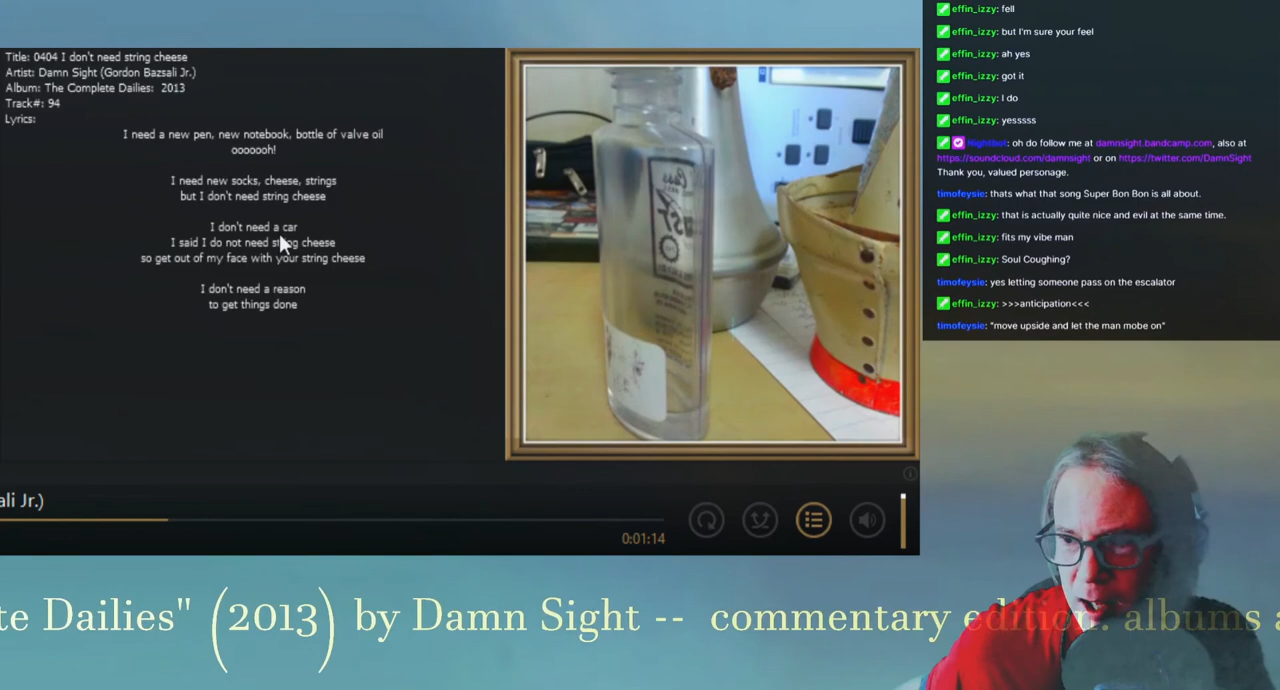 Title: 0404 I don't need string cheese
Artist: Damn Sight (Gordon Bazsali Jr.)
Album: The Complete Dailies:  2013
Track#: 94
Lyrics:
I need a new pen, new notebook, bottle of valve oil
ooooooh!
I need new socks, cheese, strings
but I don't need string cheese
I don't need a car
I said I do not need string cheese
so get out of my face with your string cheese
I don't need a reason
to get things done
ali Jr.)
0:01:14
effin_izzy: fell
effin_izzy: but I'm sure your feel
effin_izzy: ah yes
effin_izzy: got it
effin_izzy: I do
effin_izzy: yesssss
Nightbot: oh do follow me at damnsight.bandcamp.com, also at
https://soundcloud.com/damnsight or on https://twitter.com/DamnSight
Thank you, valued personage.
timofeysie: thats what that song Super Bon Bon is all about.
effin_izzy: that is actually quite nice and evil at the same time.
effin_izzy: fits my vibe man
effin_izzy: Soul Coughing?
timofeysie: yes letting someone pass on the escalator
effin_izzy: >>>anticipation<<<
timofeysie: "move upside and let the man mobe on"
te Dailies" (2013) by Damn Sight -- commentary edition: albums a